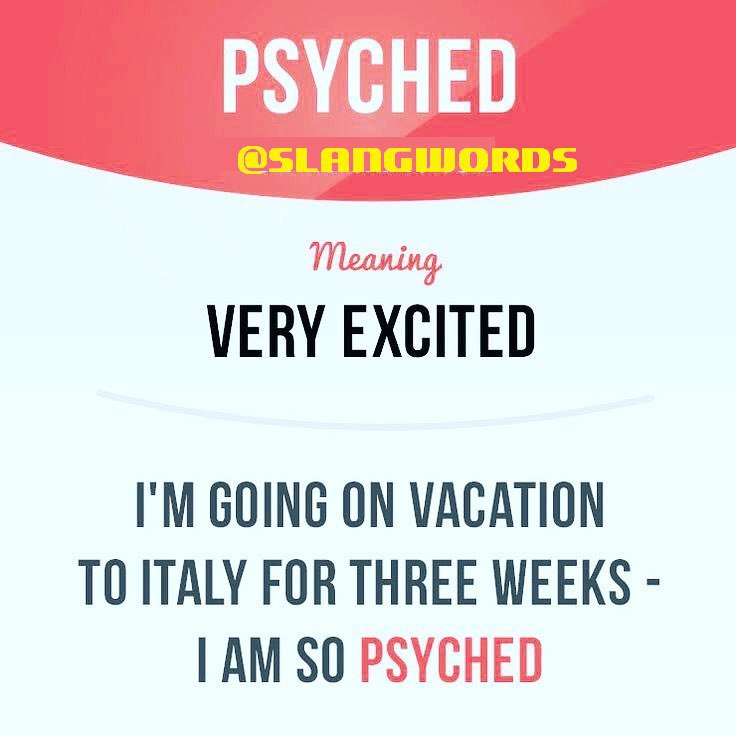 PSYCHED
@SLANGWORDS
Meaning
VERY EXCITED
I'M GOING ON VACATION
TO ITALY FOR THREE WEEKS -
I AM SO PSYCHED